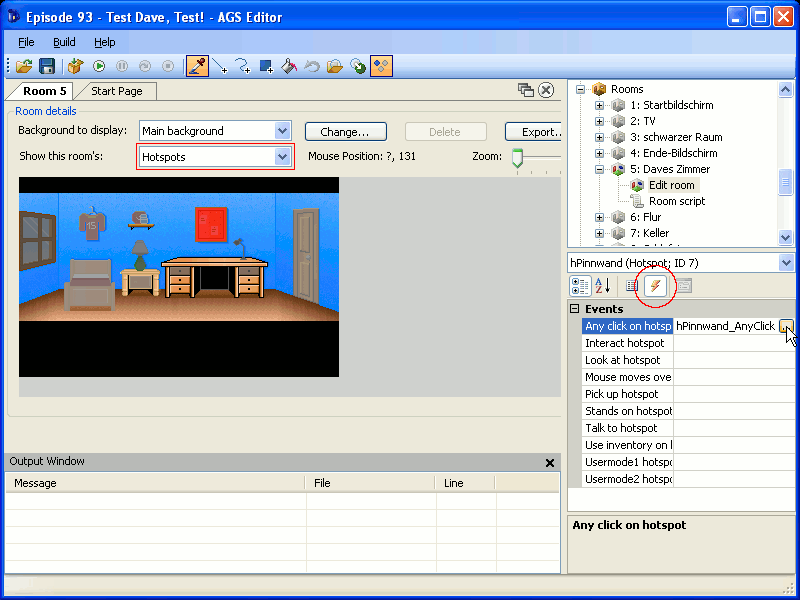 Episode 93 - Test Dave, Test! - AGS Editor
File Build Help
Room 5 Start Page
Room details
Background to display: Main background Change... Delete Export..
Show this room's: Hotspots Mouse Position: ?, 131 Zoom:
15
Output Window
Message File Line
Rooms
1: Startbildschirm
2: TV
3: schwarzer Raum
4: Ende-Bildschirm
5: Daves Zimmer
Edit room
Room script
6: Flur
7: Keller
hPinnwand (Hotspot; ID 7)
A
Z
Events
Any click on hotsp hPinnwand_AnyClick
Interact hotspot
Look at hotspot
Mouse moves ove
Pick up hotspot
Stands on hotspot
Talk to hotspot
Use inventory on
Usermode1 hotspo
Usermode2 hotspo
Any click on hotspot